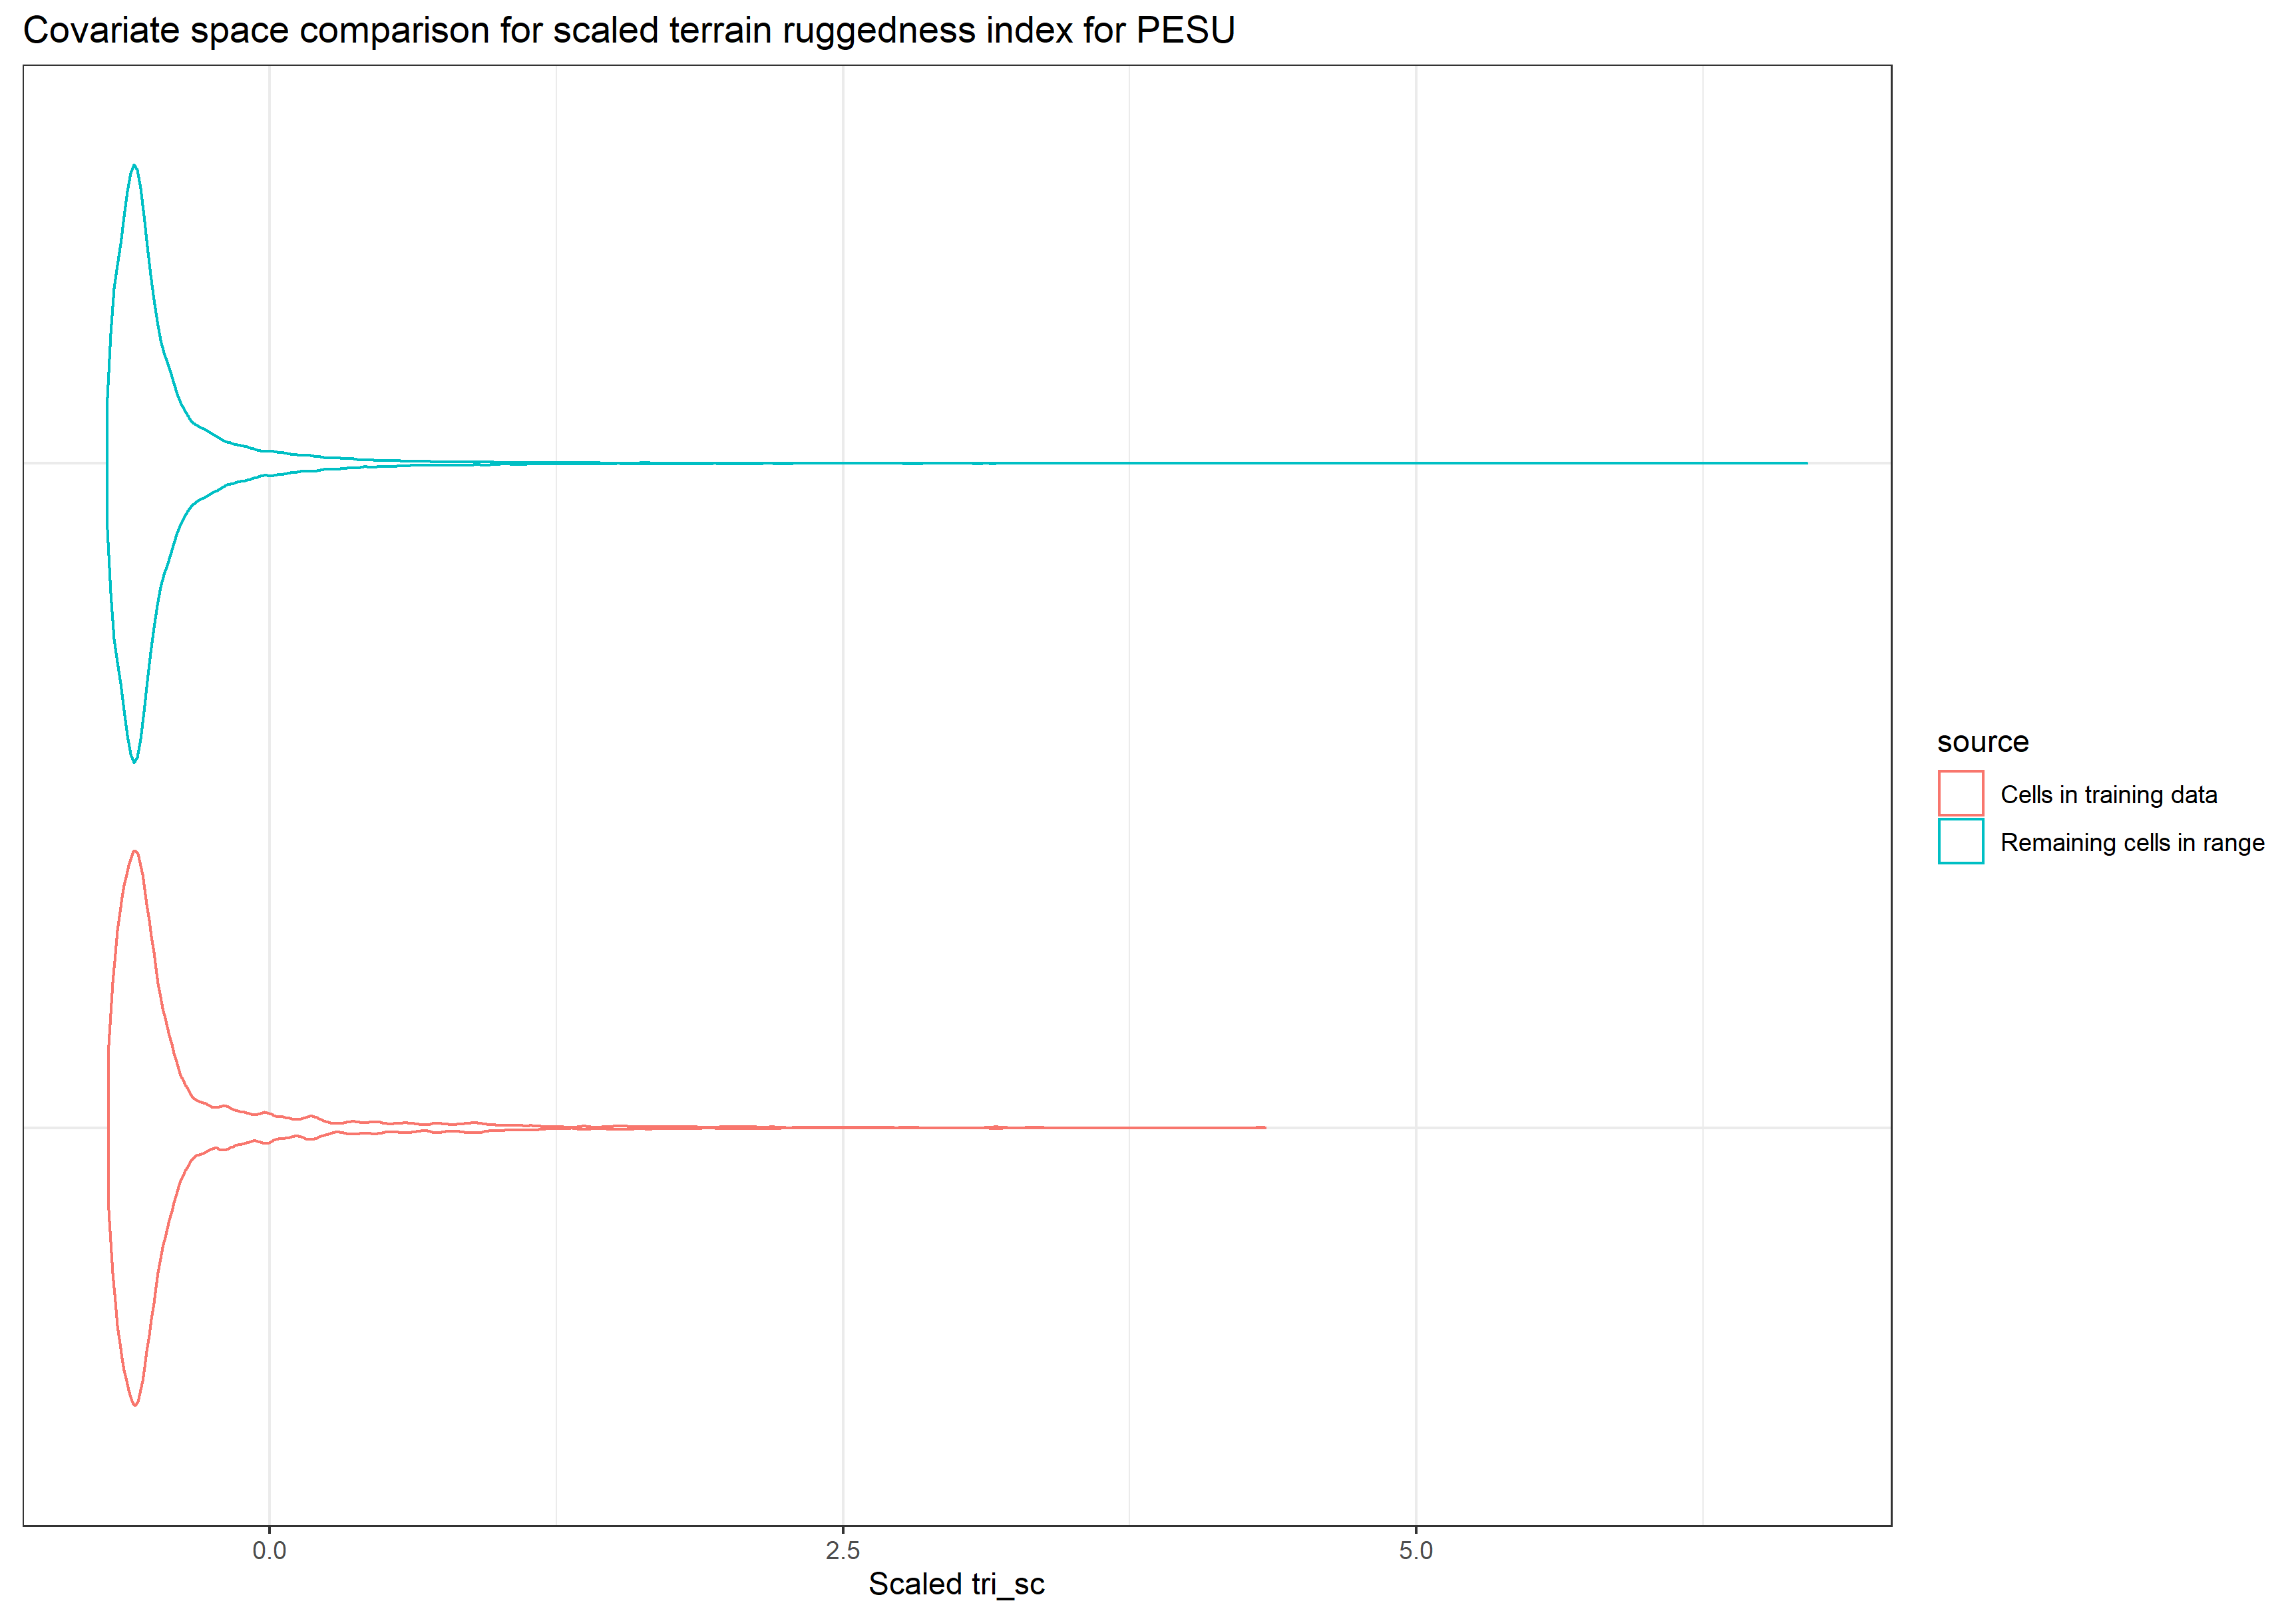 Covariate space comparison for scaled terrain ruggedness index for PESU
source
Cells in training data
Remaining cells in range
0.0
2.5
5.0
Scaled tri_sc